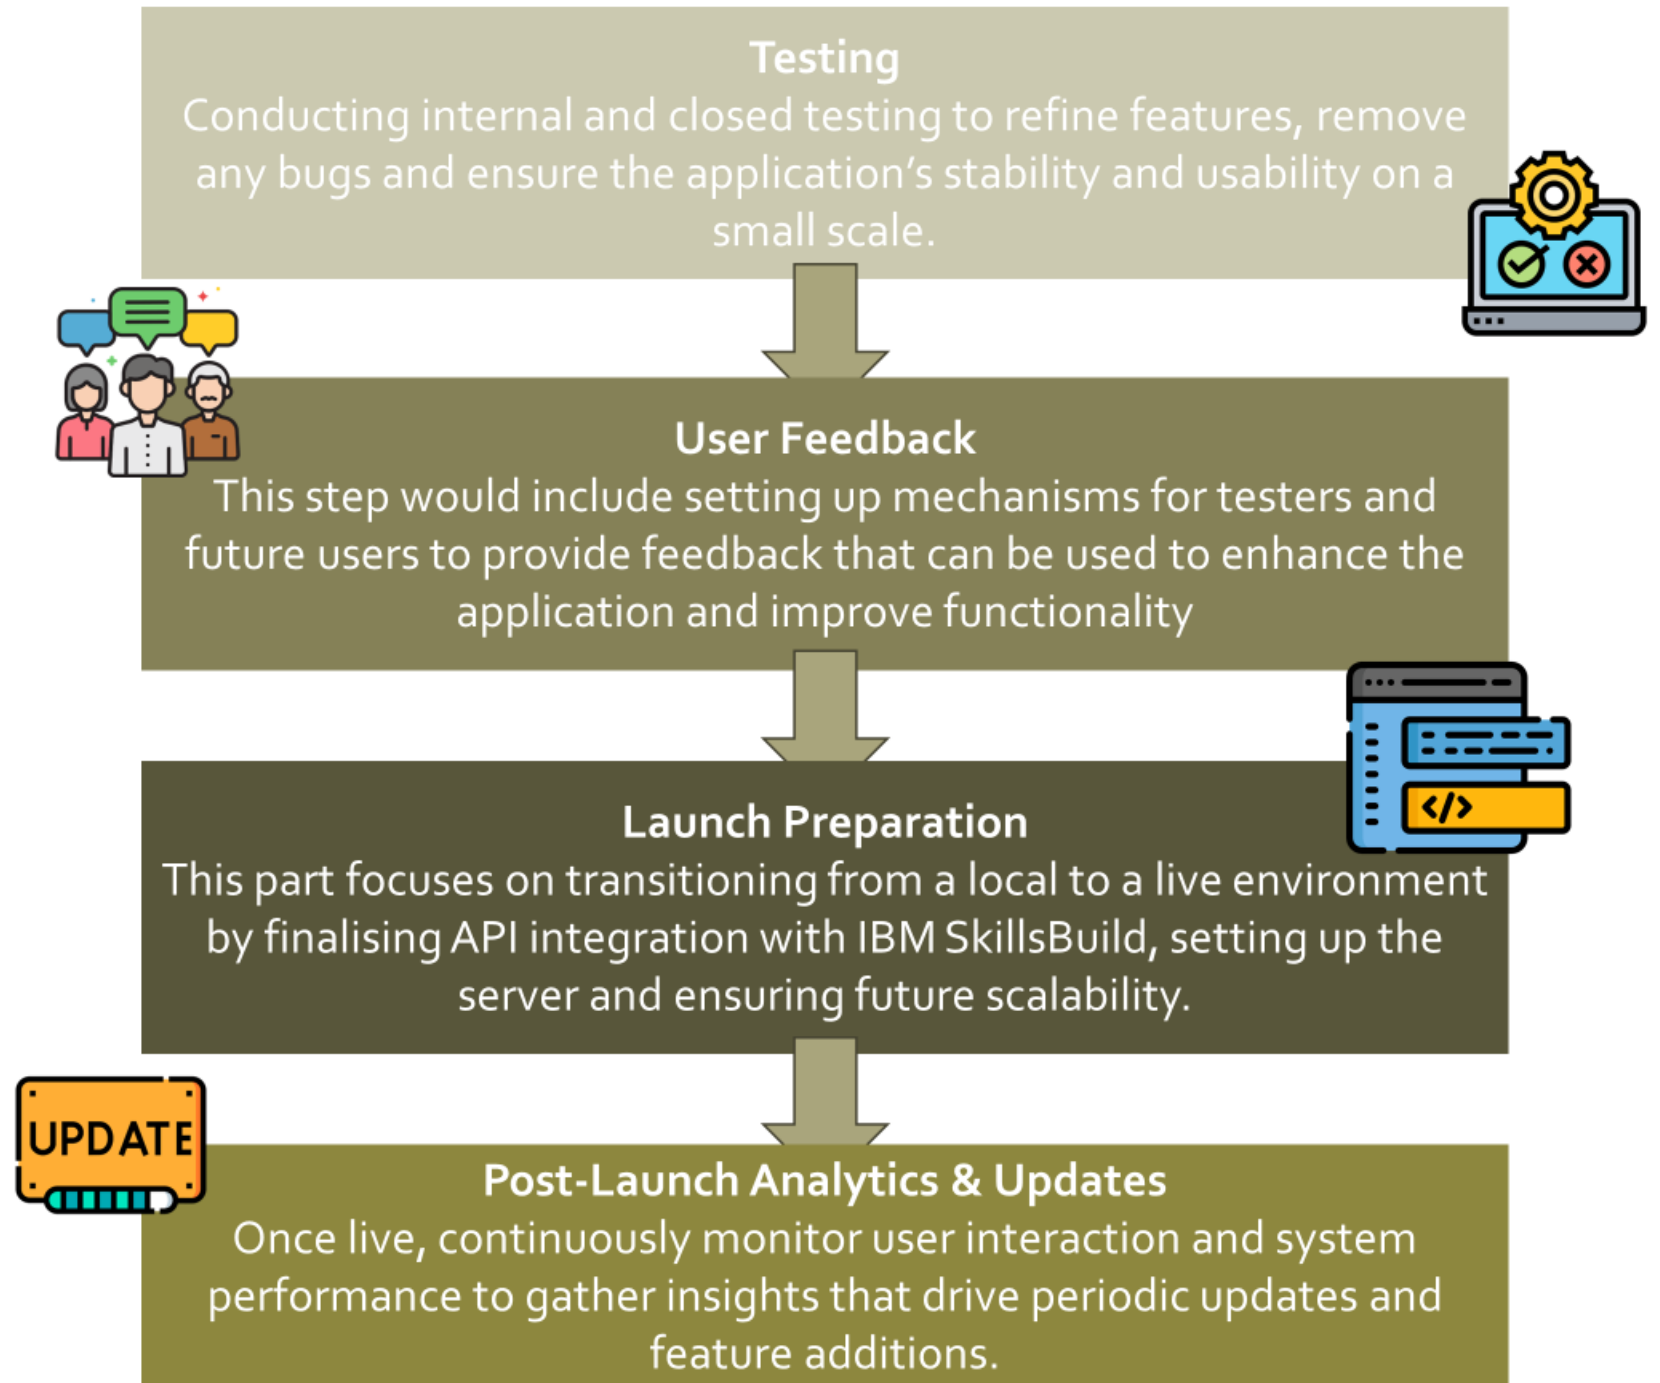 Testing
Conducting internal and closed testing to refine features, remove
any bugs and ensure the application’s stability and usability on a
small scale.
User Feedback
This step would include setting up mechanisms for testers and
future users to provide feedback that can be used to enhance the
application and improve functionality
</>
Launch Preparation
This part focuses on transitioning from a local to a live environment
by finalising API integration with IBM SkillsBuild, setting up the
server and ensuring future scalability.
UPDATE
Post-Launch Analytics & Updates
Once live, continuously monitor user interaction and system
performance to gather insights that drive periodic updates and
feature additions.